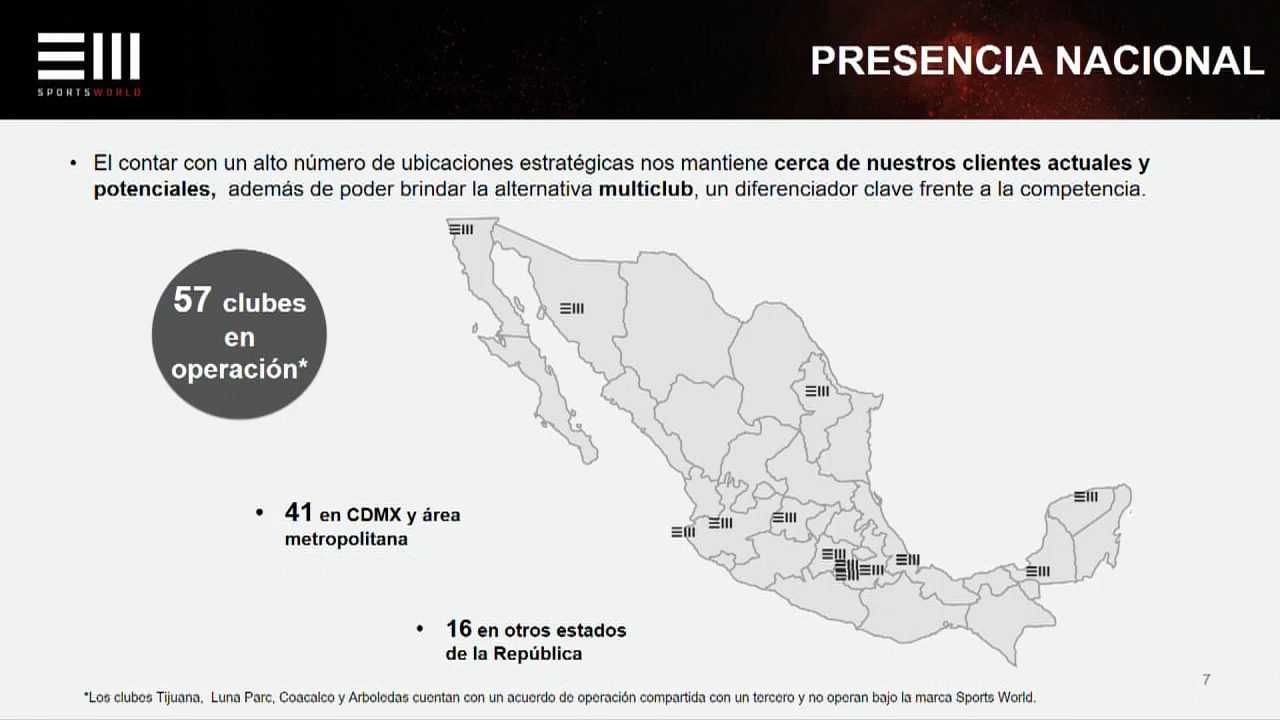 SPORTSWORLD
PRESENCIA NACIONAL
• El contar con un alto número de ubicaciones estratégicas nos mantiene cerca de nuestros clientes actuales y
potenciales, además de poder brindar la alternativa multiclub, un diferenciador clave frente a la competencia.
57 clubes
en
operación*
• 41 en CDMX y área
metropolitana
• 16 en otros estados
de la República
7
*Los clubes Tijuana, Luna Parc, Coacalco y Arboledas cuentan con un acuerdo de operación compartida con un tercero y no operan bajo la marca Sports World.